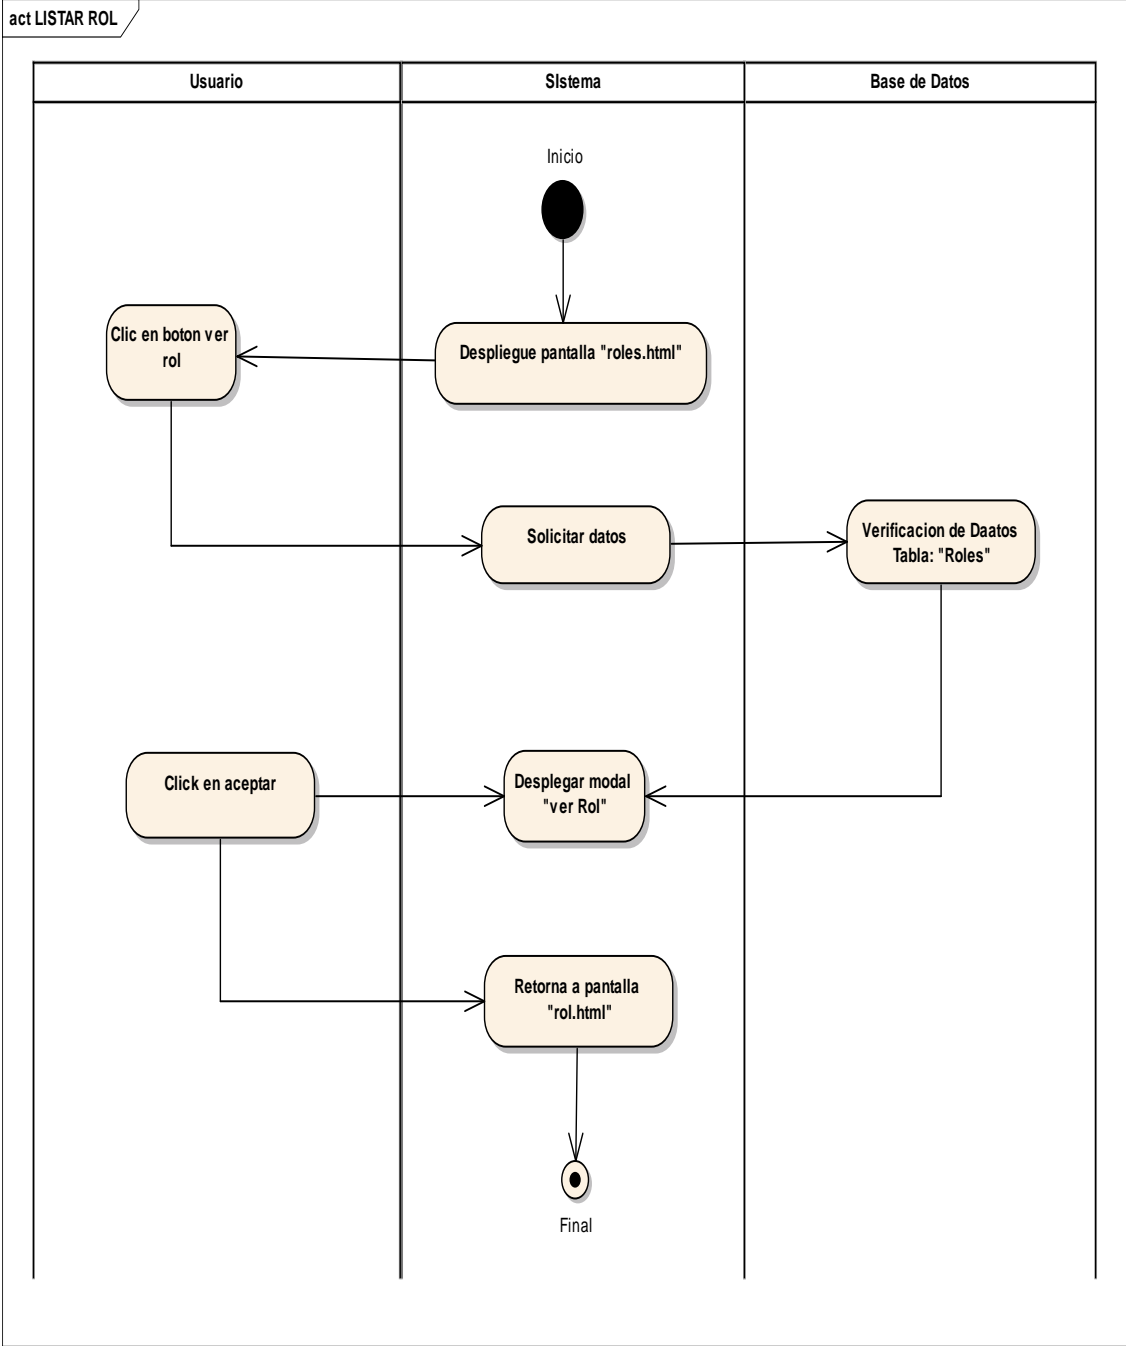 act LISTAR ROL
Usuario
SIstema
Base de Datos
Inicio
Clic en boton ver
rol
Despliegue pantalla "roles.html"
Solicitar datos
Verificacion de Daatos
Tabla: "Roles"
Click en aceptar
Desplegar modal
"ver Rol"
Retorna a pantalla
"rol.html"
Final